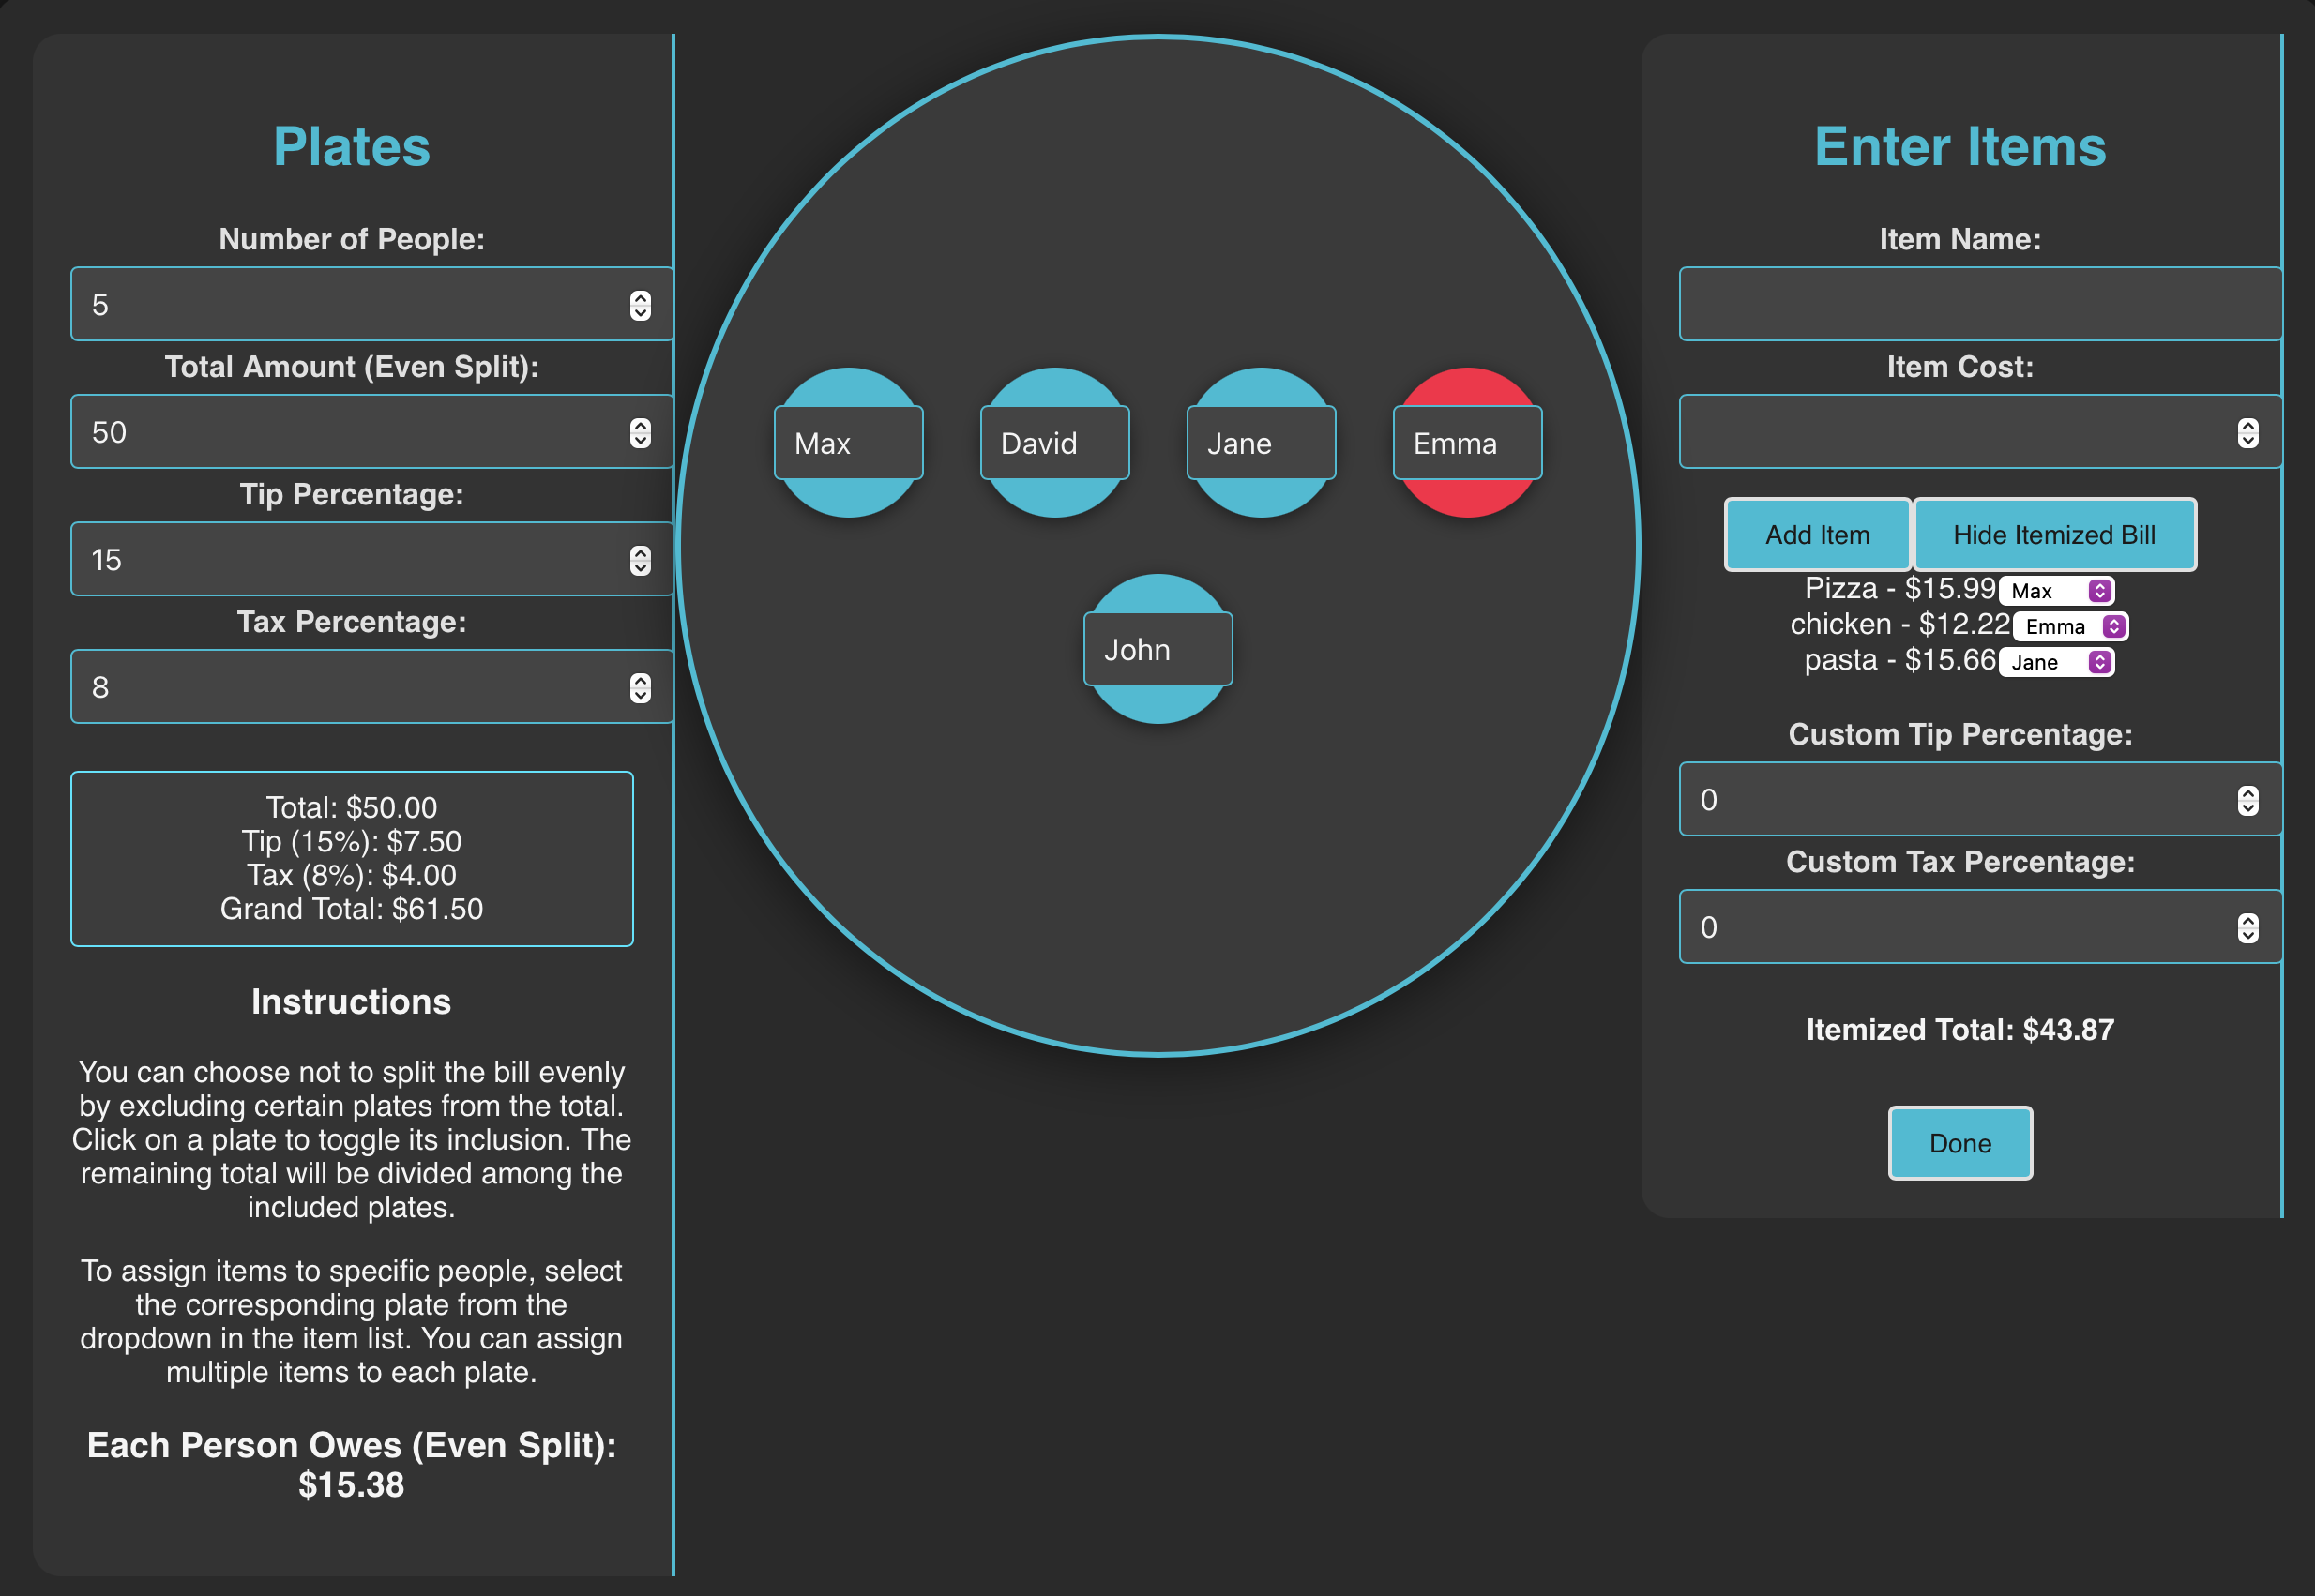 Plates
Number of People:
5
Total Amount (Even Split):
50
Tip Percentage:
15
Tax Percentage:
8
Total: $50.00
Tip (15%): $7.50
Tax (8%): $4.00
Grand Total: $61.50
Instructions
You can choose not to split the bill evenly
by excluding certain plates from the total.
Click on a plate to toggle its inclusion. The
remaining total will be divided among the
included plates.
To assign items to specific people, select
the corresponding plate from the
dropdown in the item list. You can assign
multiple items to each plate.
Each Person Owes (Even Split):
$15.38
Max
David
Jane
Emma
John
Enter Items
Item Name:
Item Cost:
Add Item
Hide Itemized Bill
Pizza - $15.99 Max
chicken - $12.22 Emma
pasta - $15.66 Jane
Custom Tip Percentage:
0
Custom Tax Percentage:
0
Itemized Total: $43.87
Done